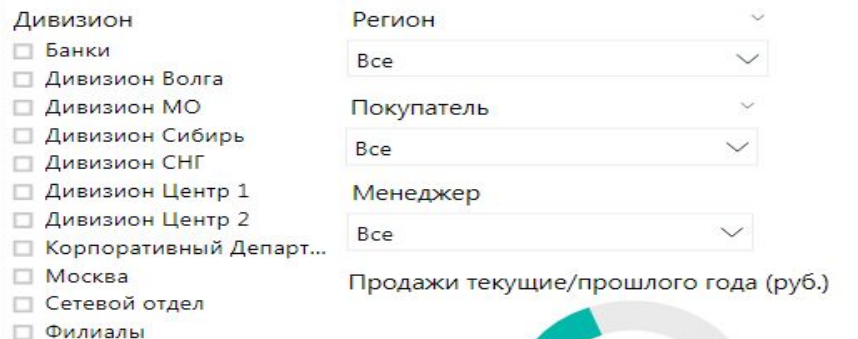 Дивизион
Банки
Дивизион Волга
Дивизион МО
Дивизион Сибирь
Дивизион СНГ
Дивизион Центр 1
Дивизион Центр 2
Корпоративный Департ...
Москва
Сетевой отдел
Филиалы
Регион
Все
Покупатель
Все
Менеджер
Все
Продажи текущие/прошлого года (руб.)